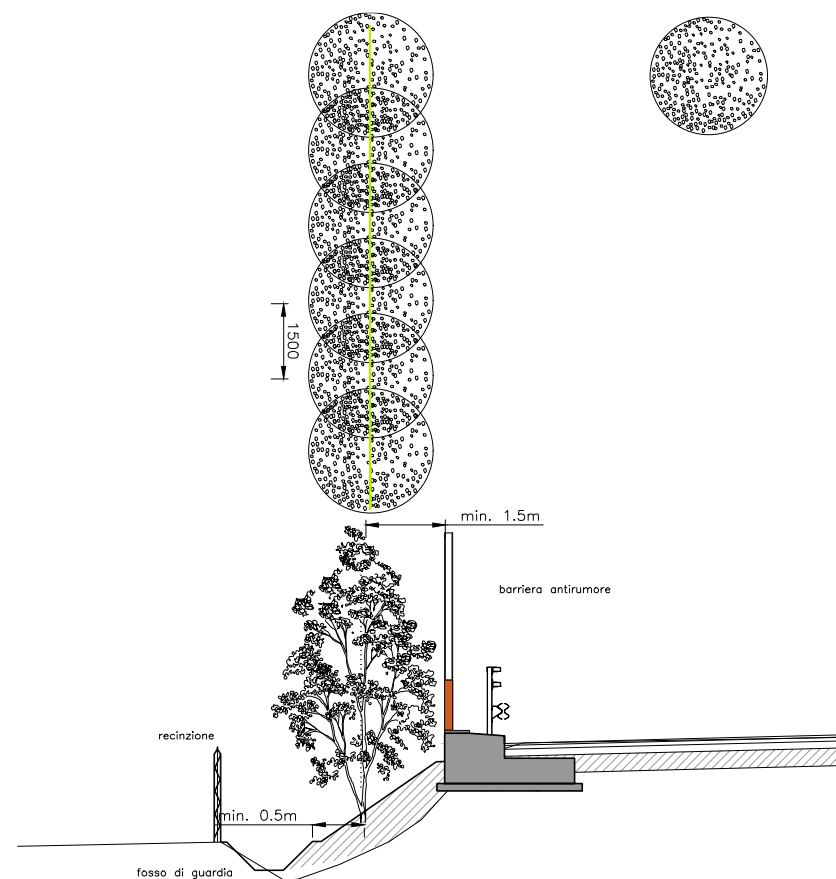 1500
min. 1.5m
barriera antirumore
recinzione
min. 0.5m
fosso di guardia